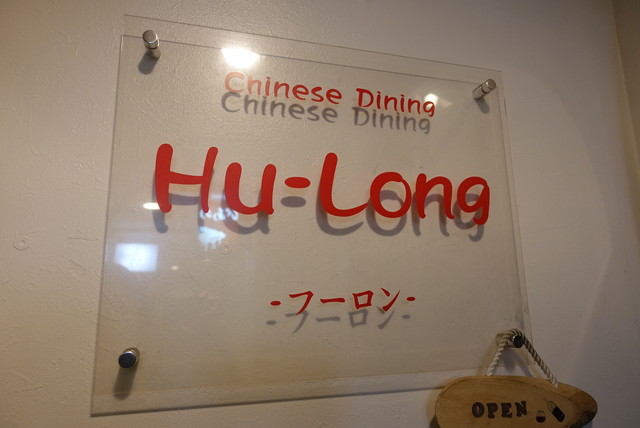 Chinese Dining
Hu-Long
-フーロン-
OPEN